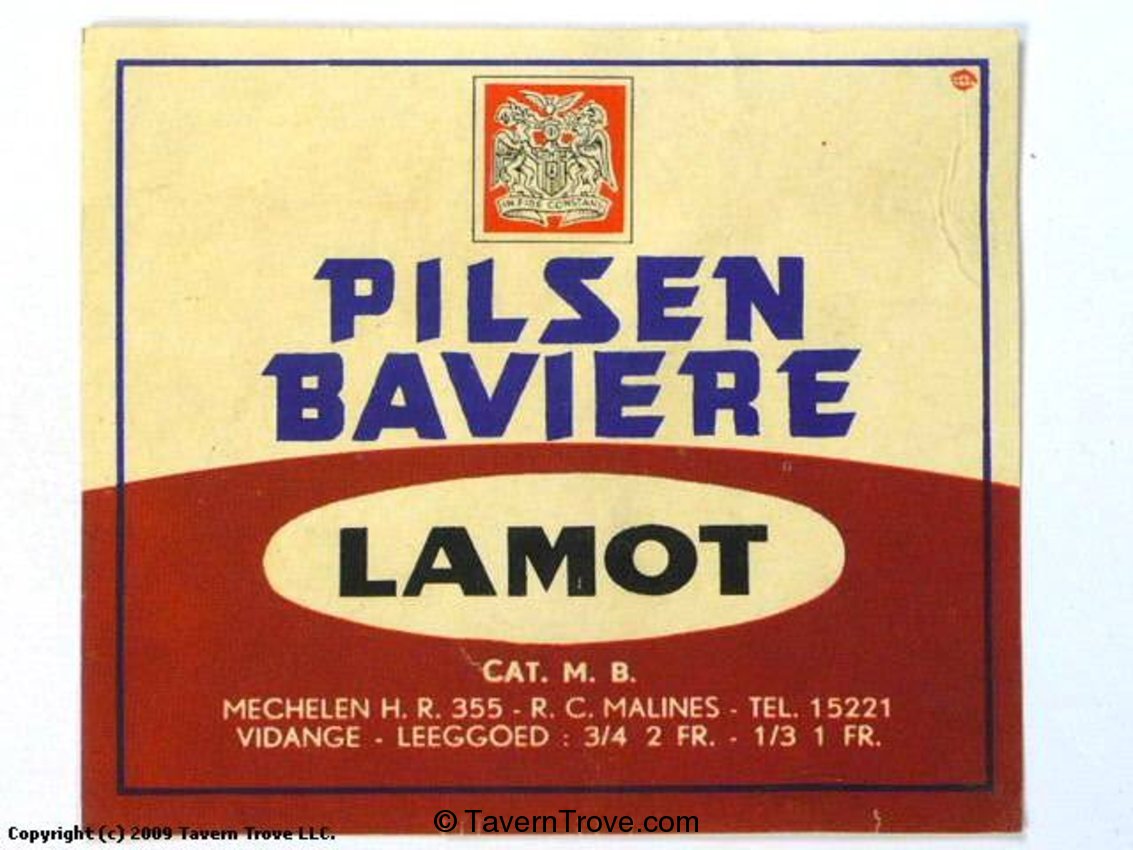 IN FIDE CONSTANS
PILSEN
BAVIERE
LAMOT
CAT. M. B.
MECHELEN H. R. 355 - R. C. MALINES - TEL. 15221
VIDANGE - LEEGGOED : 3/4 2 FR. - 1/3 1 FR.
© TavernTrove.com
Copyright (c) 2009 Tavern Trove LLC.